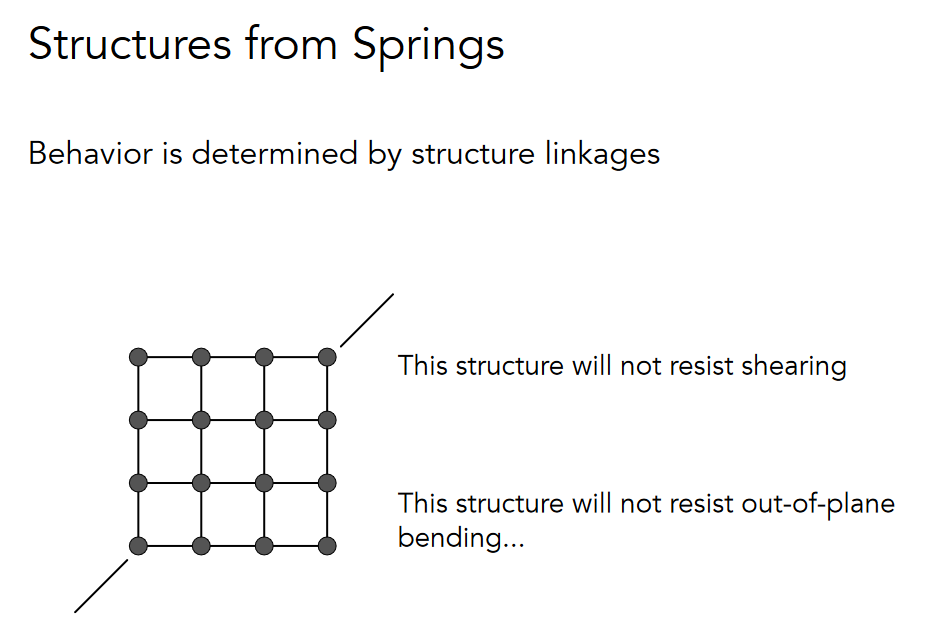 Structures from Springs
Behavior is determined by structure linkages
This structure will not resist shearing
This structure will not resist out-of-plane
bending...